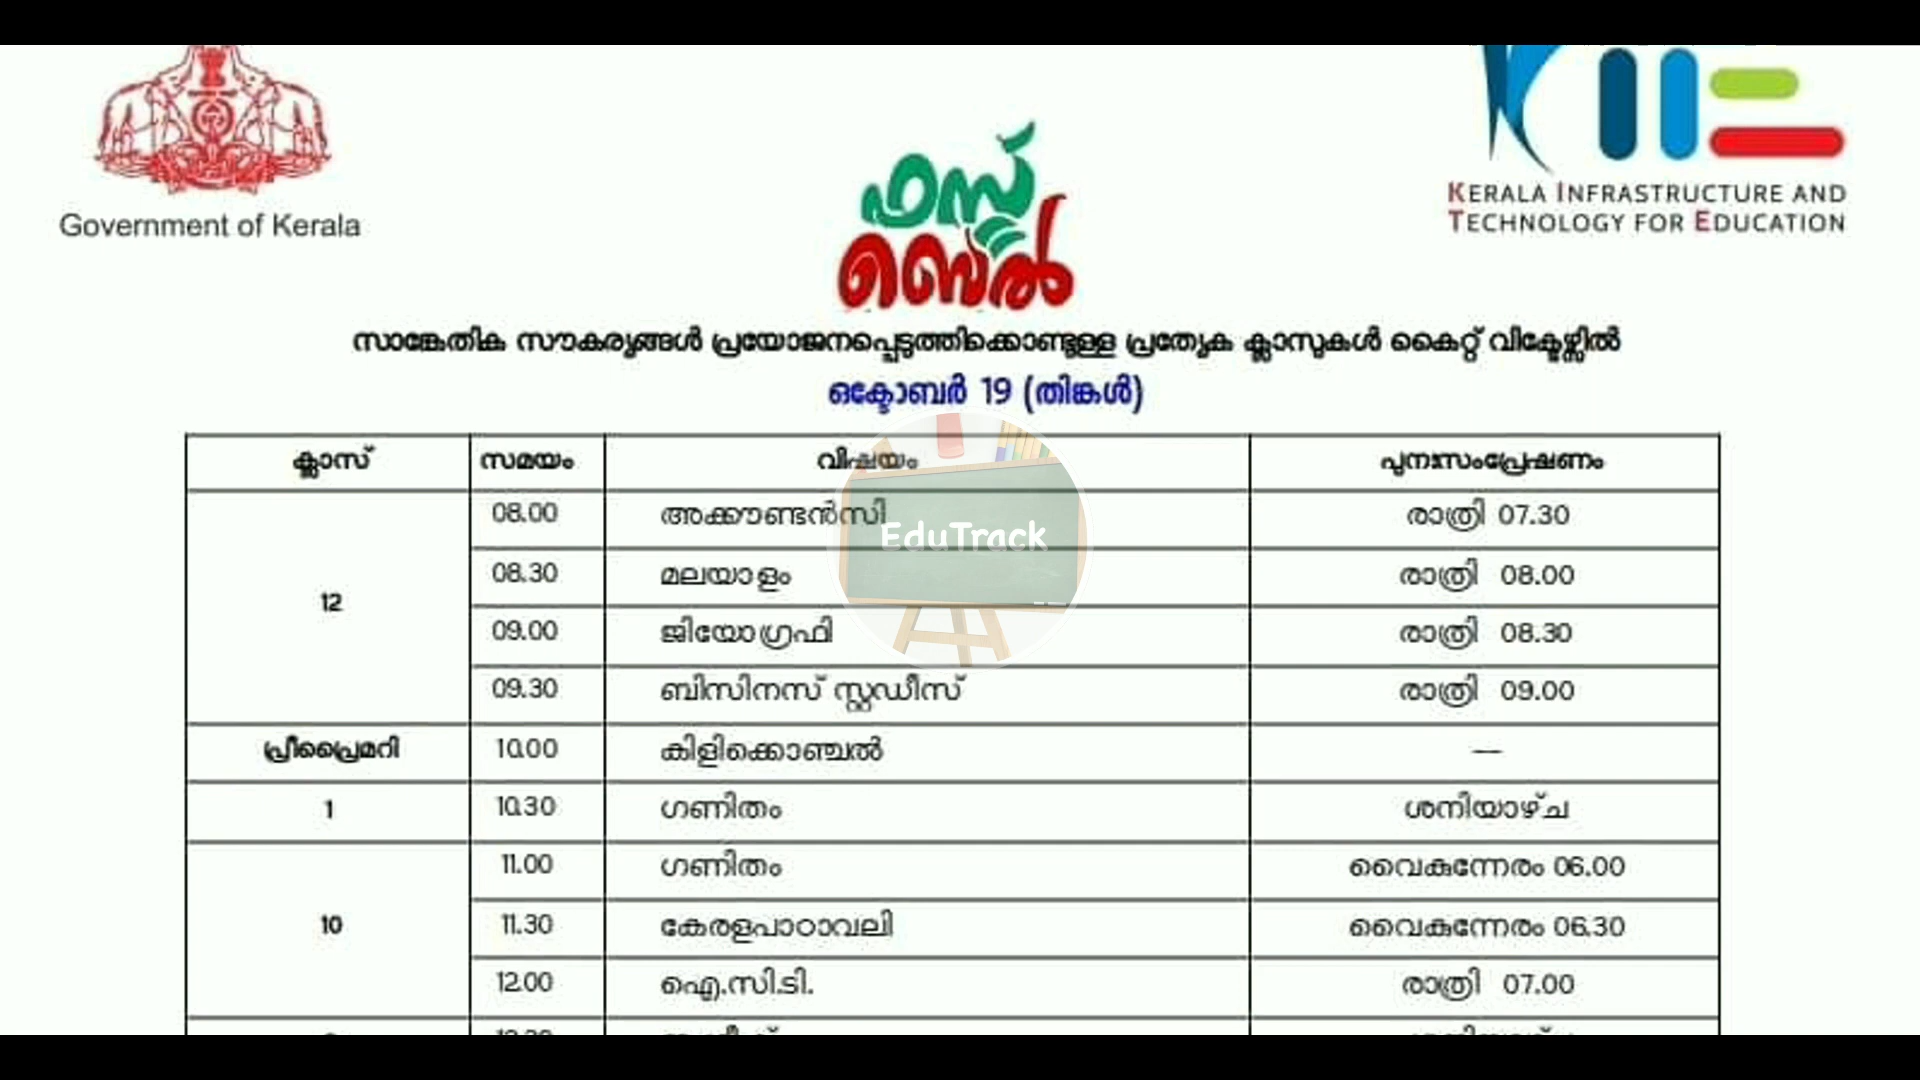 Government of Kerala
KERALA INFRASTRUCTURE AND
TECHNOLOGY FOR EDUCATION
ഫസ്റ്റ്
ബെൽ
സാങ്കേതിക സൗകര്യങ്ങൾ പ്രയോജനപ്പെടുത്തിക്കൊണ്ടുള്ള പ്രത്യേക ക്ലാസുകൾ കൈറ്റ് വിക്ടേഴ്സിൽ
ഒക്ടോബർ 19 (തിങ്കൾ)
ക്ലാസ് സമയം വിഷയം പുനഃസംപ്രേഷണം
12 08.00 അക്കൗണ്ടൻസി രാത്രി 07.30
EduTrack
08.30 മലയാളം രാത്രി 08.00
09.00 ജിയോഗ്രഫി രാത്രി 08.30
09.30 ബിസിനസ് സ്റ്റഡീസ് രാത്രി 09.00
പ്രീപ്രൈമറി 10.00 കിളിക്കൊഞ്ചൽ —
1 10.30 ഗണിതം ശനിയാഴ്ച
10 11.00 ഗണിതം വൈകുന്നേരം 06.00
11.30 കേരളപാഠാവലി വൈകുന്നേരം 06.30
12.00 ഐ.സി.ടി. രാത്രി 07.00